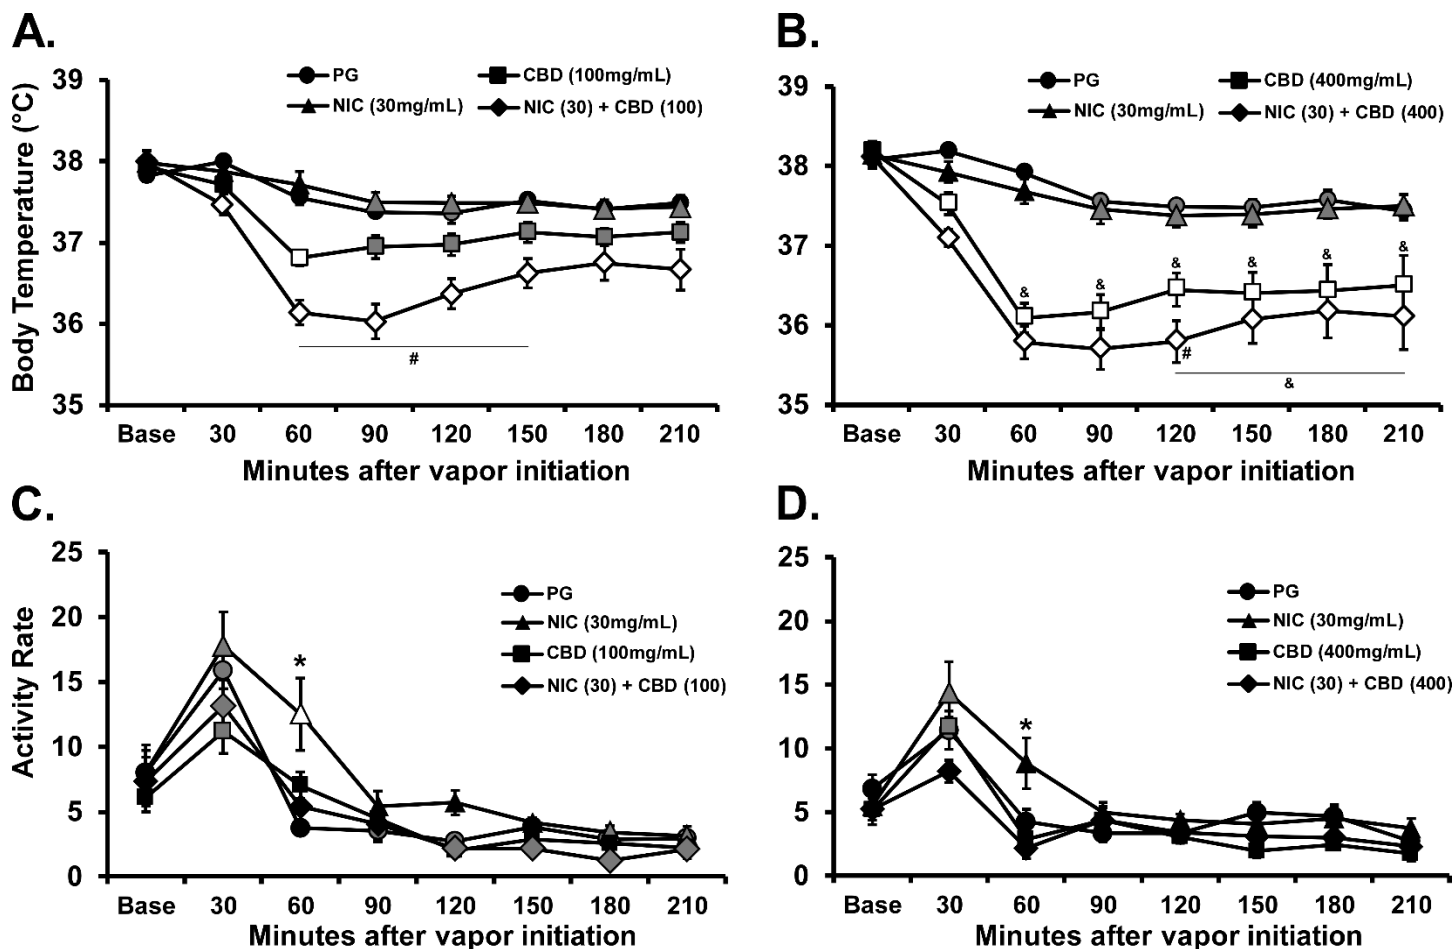 A.
PG
CBD (100mg/mL)
NIC (30mg/mL)
NIC (30) + CBD (100)
Body Temperature (°C)
39
38
37
36
35
#
Base 30 60 90 120 150 180 210
Minutes after vapor initiation
B.
PG
CBD (400mg/mL)
NIC (30mg/mL)
NIC (30) + CBD (400)
39
38
37
36
35
& & & & & &
#
&
Base 30 60 90 120 150 180 210
Minutes after vapor initiation
C.
PG
NIC (30mg/mL)
CBD (100mg/mL)
NIC (30) + CBD (100)
Activity Rate
25
20
15
10
5
0
*
Base 30 60 90 120 150 180 210
Minutes after vapor initiation
D.
PG
NIC (30mg/mL)
CBD (400mg/mL)
NIC (30) + CBD (400)
25
20
15
10
5
0
*
Base 30 60 90 120 150 180 210
Minutes after vapor initiation